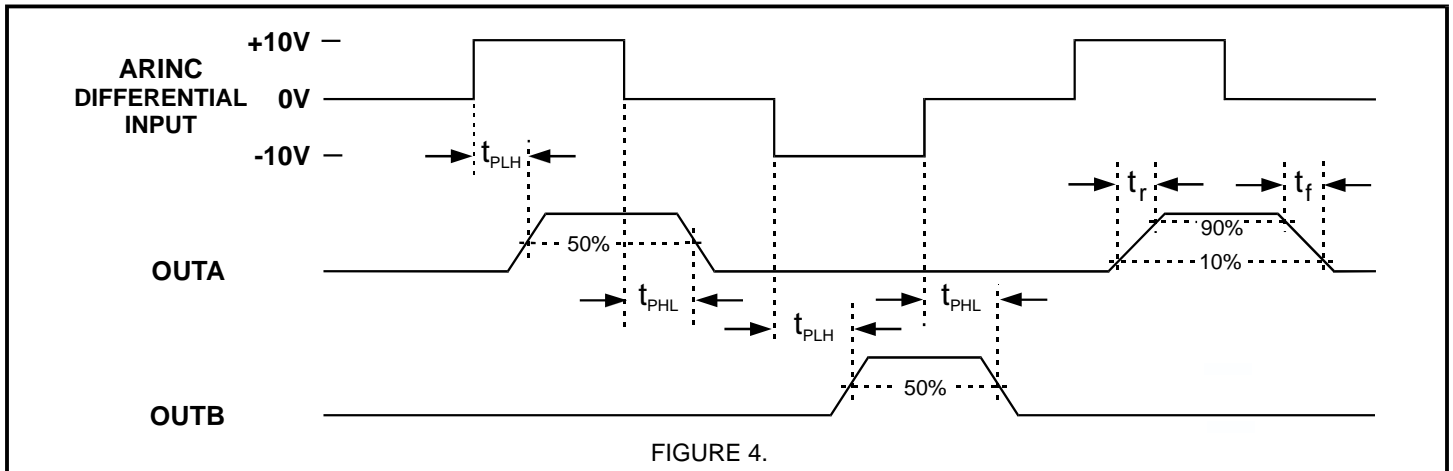 +10V
ARINC
DIFFERENTIAL
INPUT
0V
-10V
tPLH
tr
tf
50%
90%
10%
OUTA
tPHL
tPLH
tPHL
50%
OUTB
FIGURE 4.